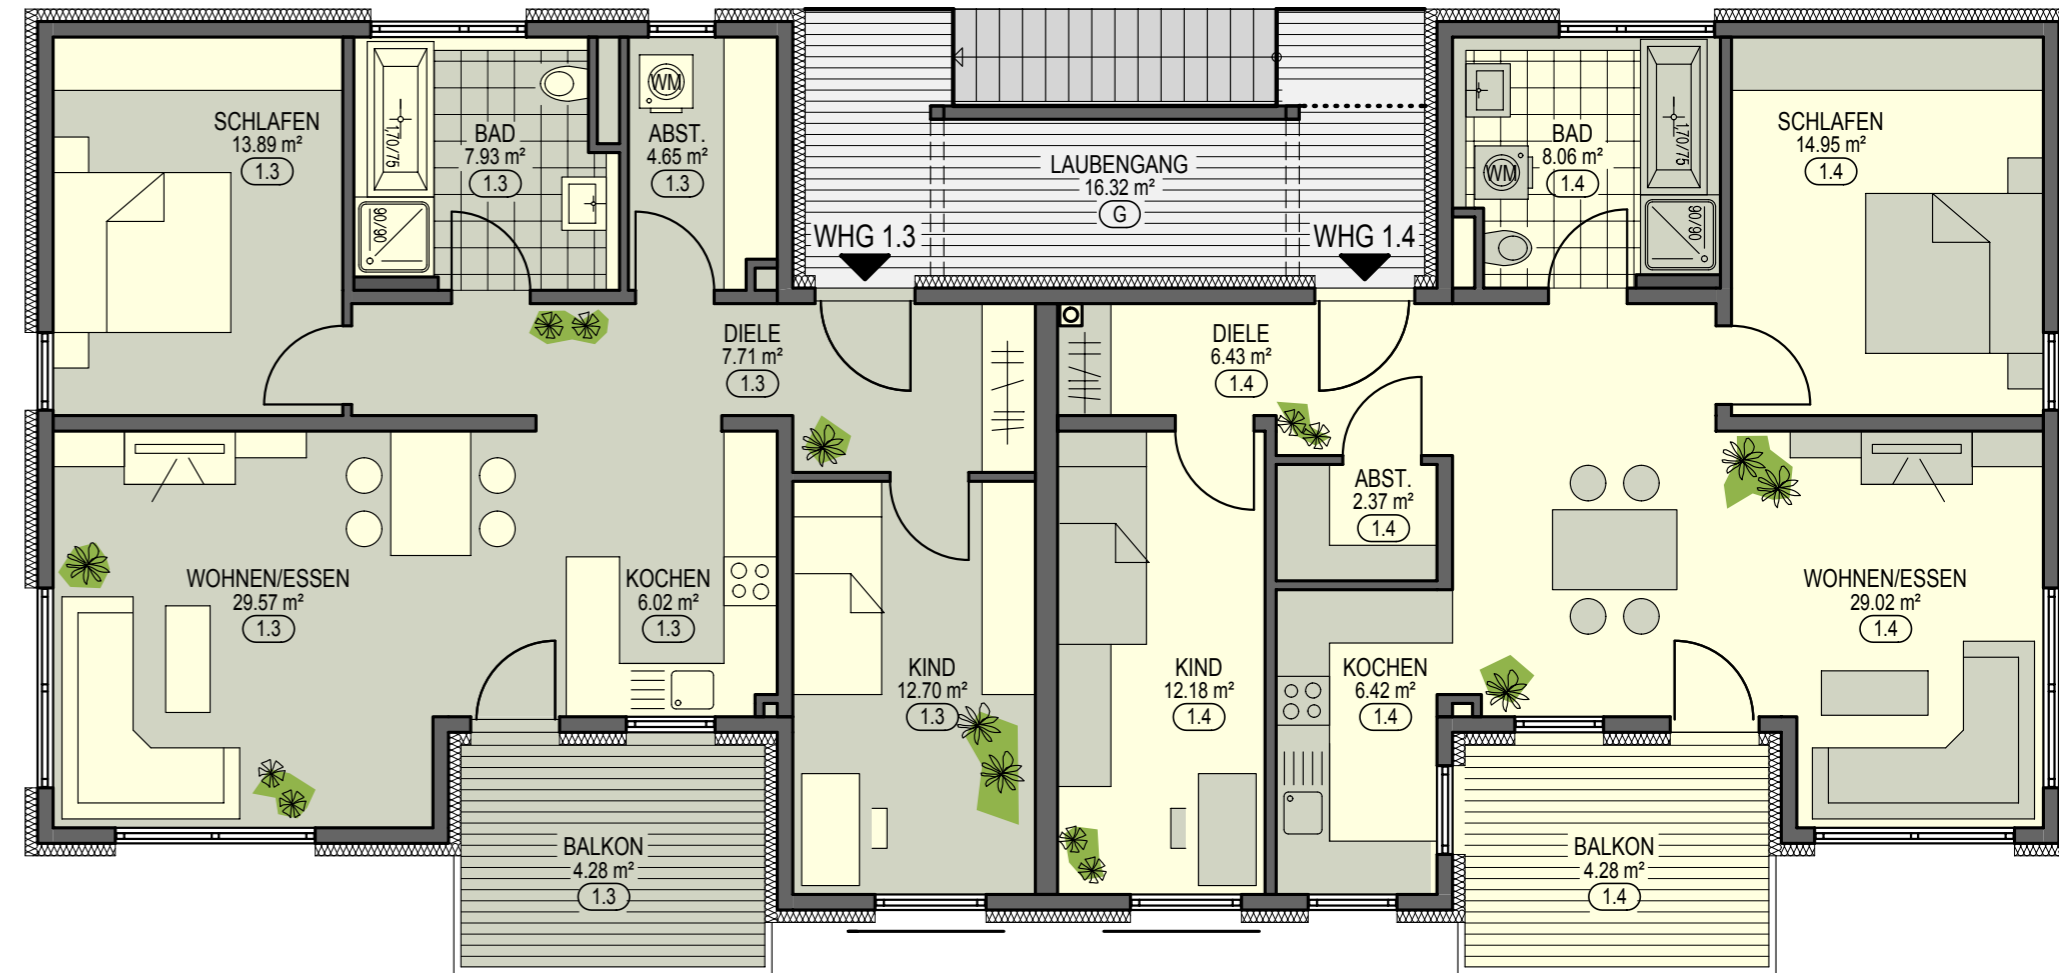 SCHLAFEN
13.89 m²
1.3
1,70/75
90/90
BAD
7.93 m²
1.3
WM
ABST.
4.65 m²
1.3
LAUBENGANG
16.32 m²
G
WHG 1.3
WHG 1.4
WM
BAD
8.06 m²
1.4
1,70/75
90/90
SCHLAFEN
14.95 m²
1.4
DIELE
7.71 m²
1.3
DIELE
6.43 m²
1.4
ABST.
2.37 m²
1.4
WOHNEN/ESSEN
29.57 m²
1.3
KOCHEN
6.02 m²
1.3
KIND
12.70 m²
1.3
KIND
12.18 m²
1.4
KOCHEN
6.42 m²
1.4
WOHNEN/ESSEN
29.02 m²
1.4
BALKON
4.28 m²
1.3
BALKON
4.28 m²
1.4